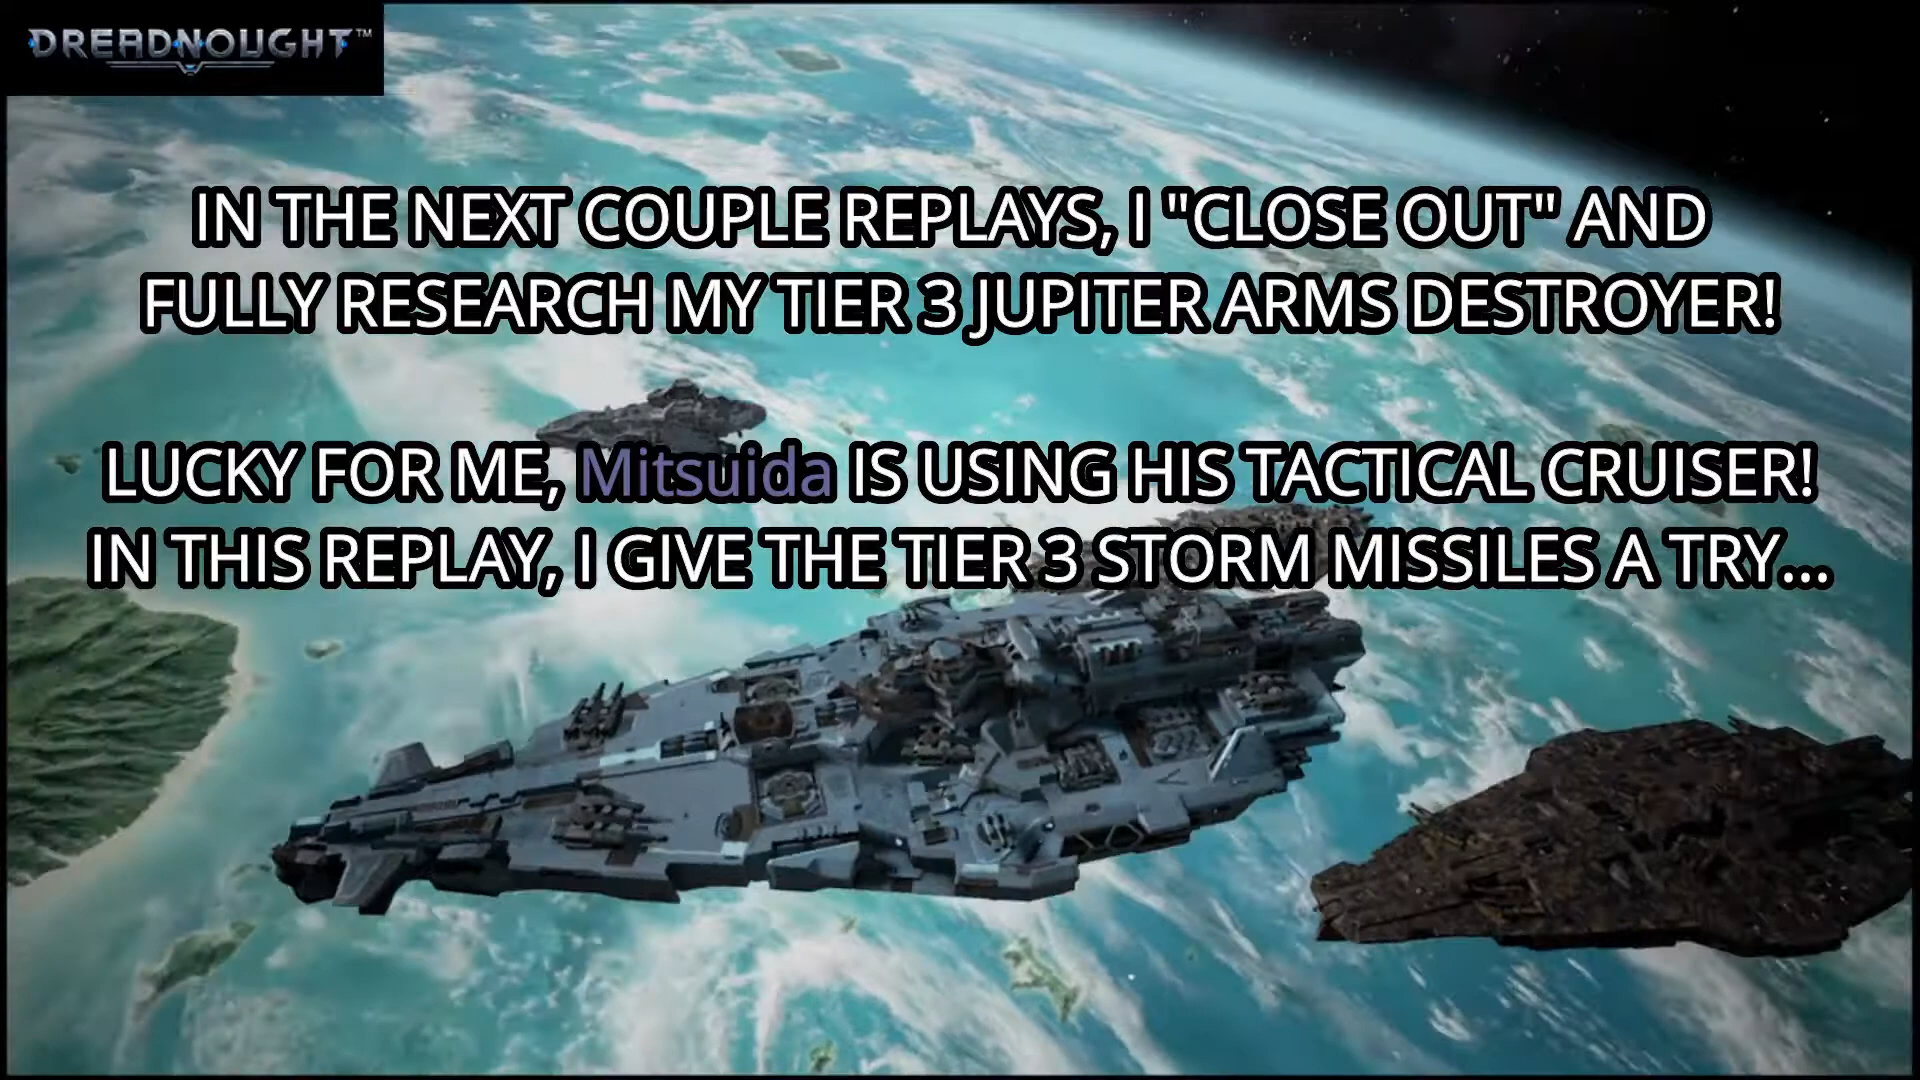 DREADNOUGHT™
IN THE NEXT COUPLE REPLAYS, I "CLOSE OUT" AND
FULLY RESEARCH MY TIER 3 JUPITER ARMS DESTROYER!
LUCKY FOR ME, Mitsuida IS USING HIS TACTICAL CRUISER!
IN THIS REPLAY, I GIVE THE TIER 3 STORM MISSILES A TRY...